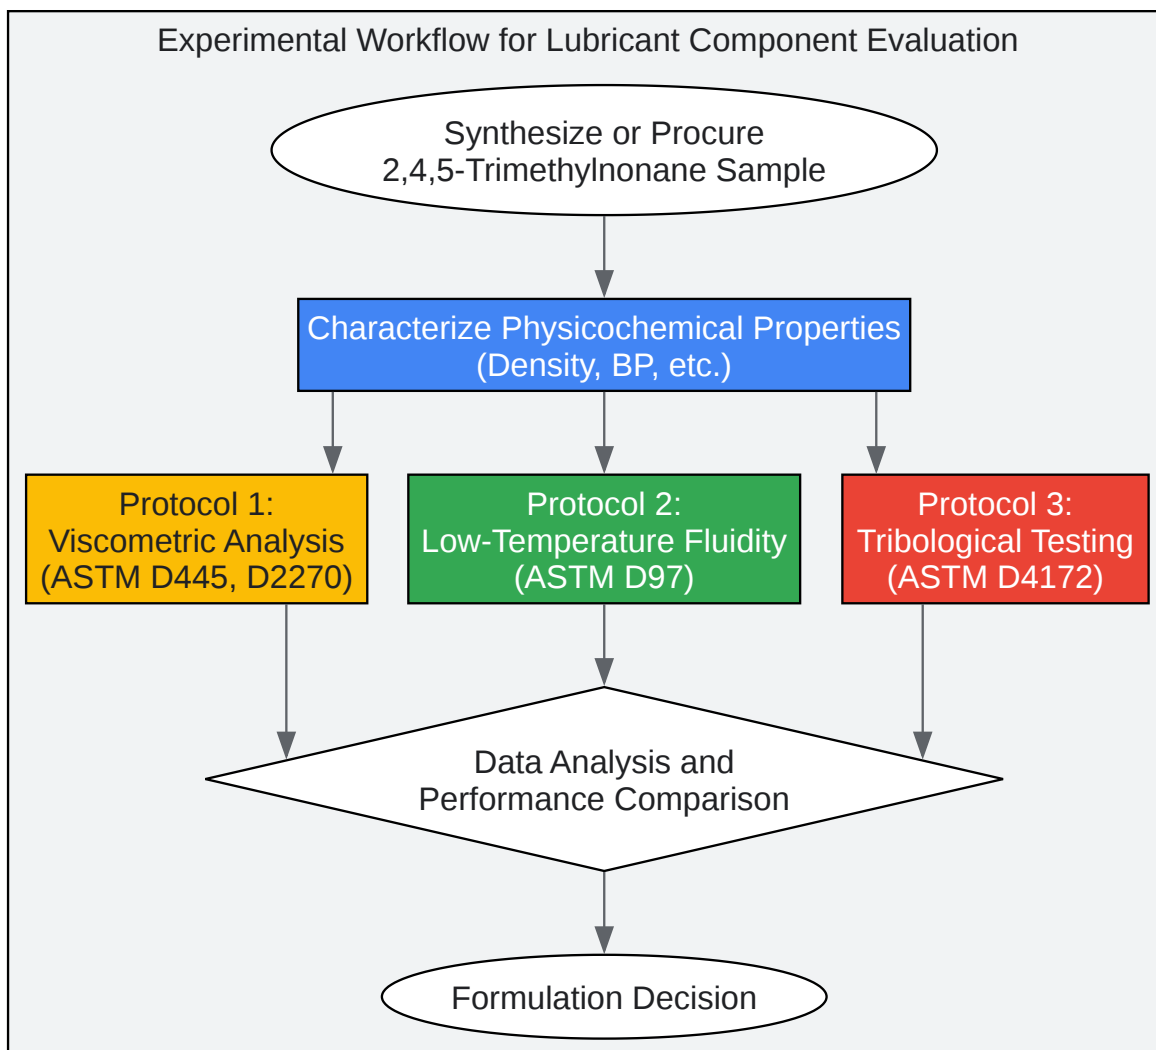 Experimental Workflow for Lubricant Component Evaluation
Synthesize or Procure
2,4,5-Trimethylnonane Sample
Characterize Physicochemical Properties
(Density, BP, etc.)
Protocol 1:
Viscometric Analysis
(ASTM D445, D2270)
Protocol 2:
Low-Temperature Fluidity
(ASTM D97)
Protocol 3:
Tribological Testing
(ASTM D4172)
Data Analysis and
Performance Comparison
Formulation Decision